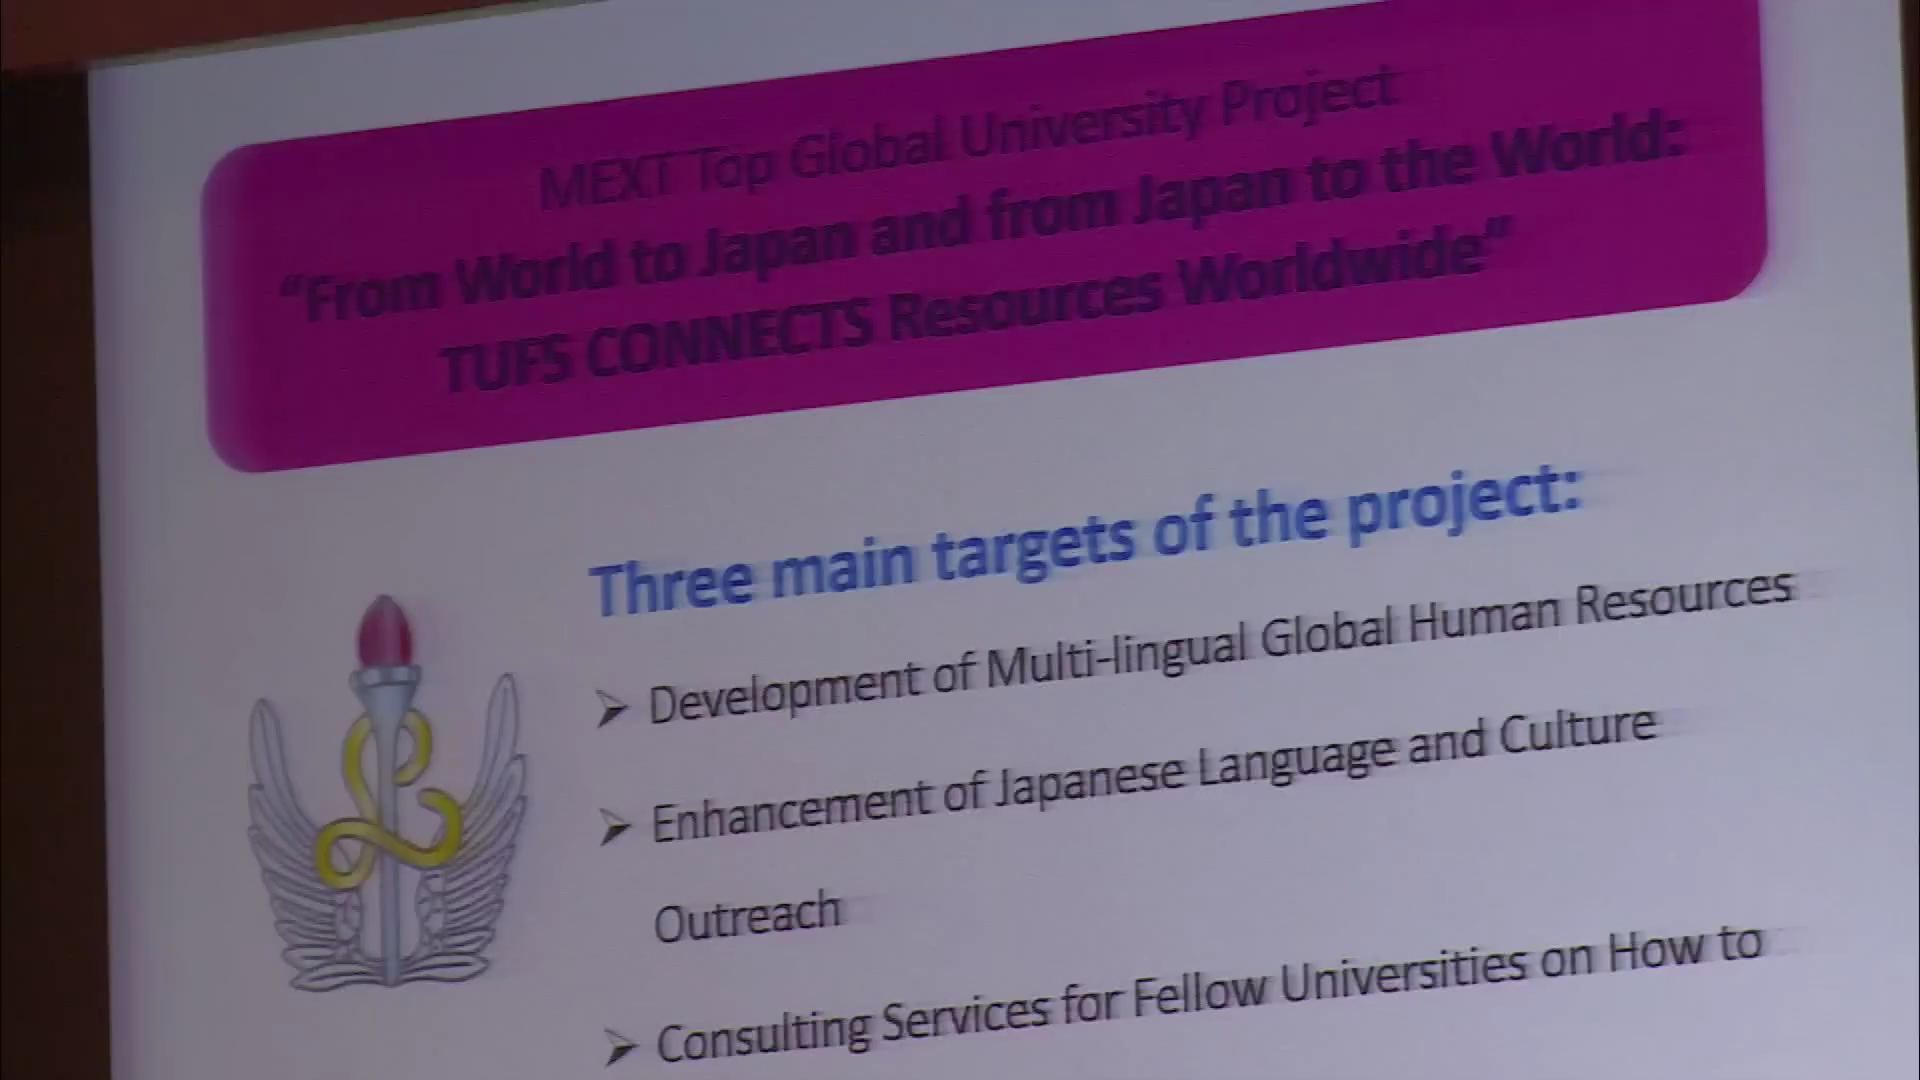 MEXT Top Global University Project
“From World to Japan and from Japan to the World:
TUFS CONNECTS Resources Worldwide”
Three main targets of the project:
➢ Development of Multi-lingual Global Human Resources
➢ Enhancement of Japanese Language and Culture
Outreach
➢ Consulting Services for Fellow Universities on How to